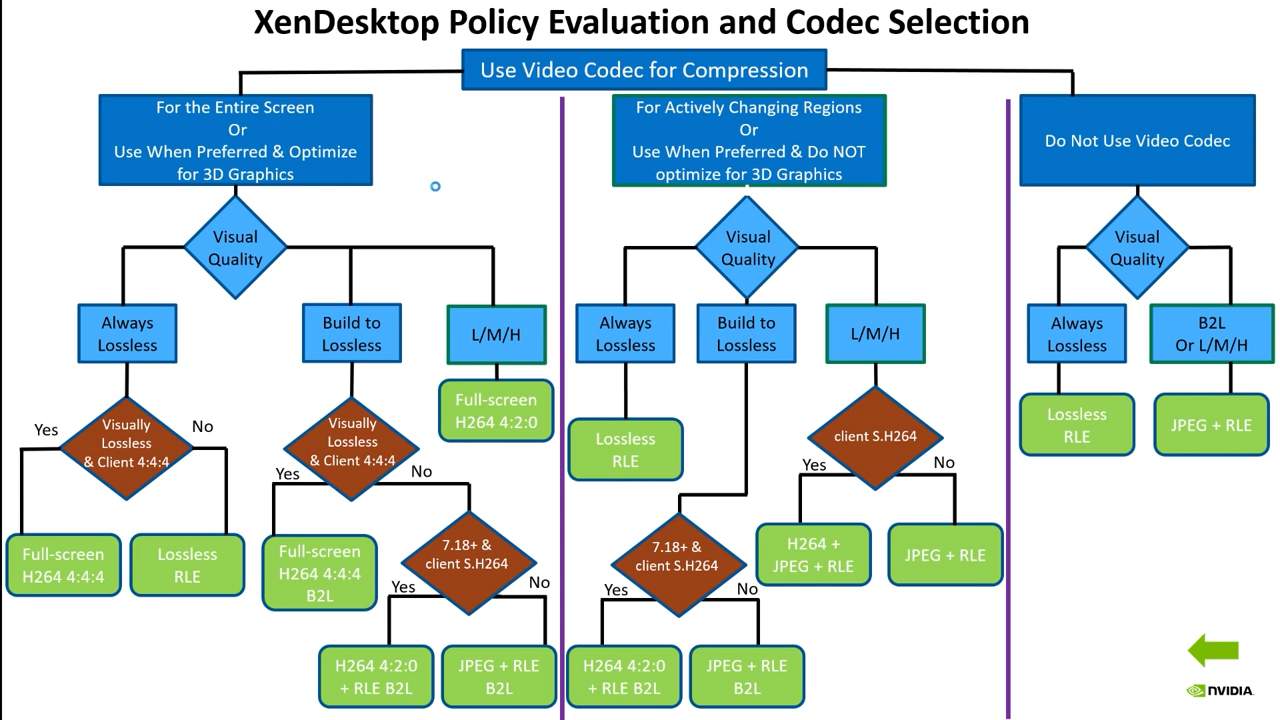 XenDesktop Policy Evaluation and Codec Selection
Use Video Codec for Compression
For the Entire Screen
Or
Use When Preferred & Optimize
for 3D Graphics
Visual
Quality
Always
Lossless
Build to
Lossless
L/M/H
Full-screen
H264 4:2:0
Visually
Lossless
& Client 4:4:4
Yes
No
Full-screen
H264 4:4:4
Lossless
RLE
Visually
Lossless
& Client 4:4:4
Yes
No
Full-screen
H264 4:4:4
B2L
7.18+ &
client S.H264
Yes
No
H264 4:2:0
+ RLE B2L
JPEG + RLE
B2L
For Actively Changing Regions
Or
Use When Preferred & Do NOT
optimize for 3D Graphics
Visual
Quality
Always
Lossless
Build to
Lossless
L/M/H
Lossless
RLE
client S.H264
Yes
No
H264 +
JPEG + RLE
JPEG + RLE
7.18+ &
client S.H264
Yes
No
H264 4:2:0
+ RLE B2L
JPEG + RLE
B2L
Do Not Use Video Codec
Visual
Quality
Always
Lossless
B2L
Or L/M/H
Lossless
RLE
JPEG + RLE
NVIDIA